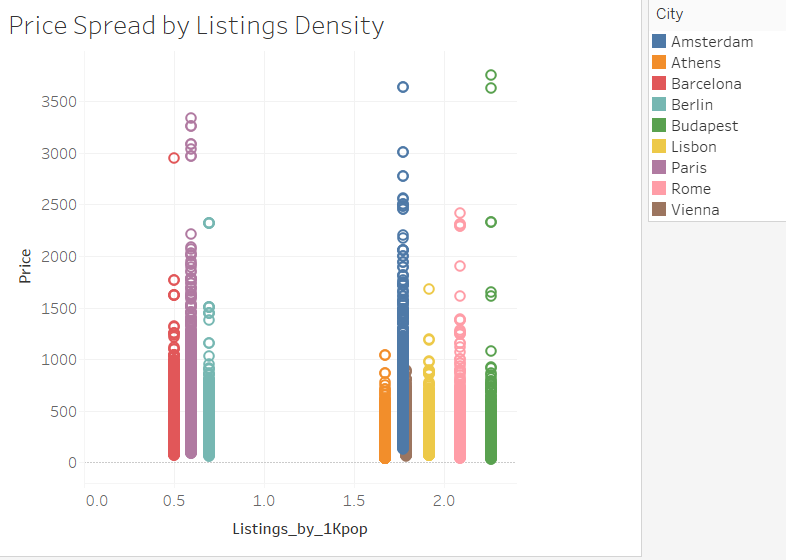 Price Spread by Listings Density
City
Amsterdam
Athens
Barcelona
Berlin
Budapest
Lisbon
Paris
Rome
Vienna
3500
3000
2500
2000
1500
1000
500
0
Price
0.0 0.5 1.0 1.5 2.0
Listings_by_1Kpop